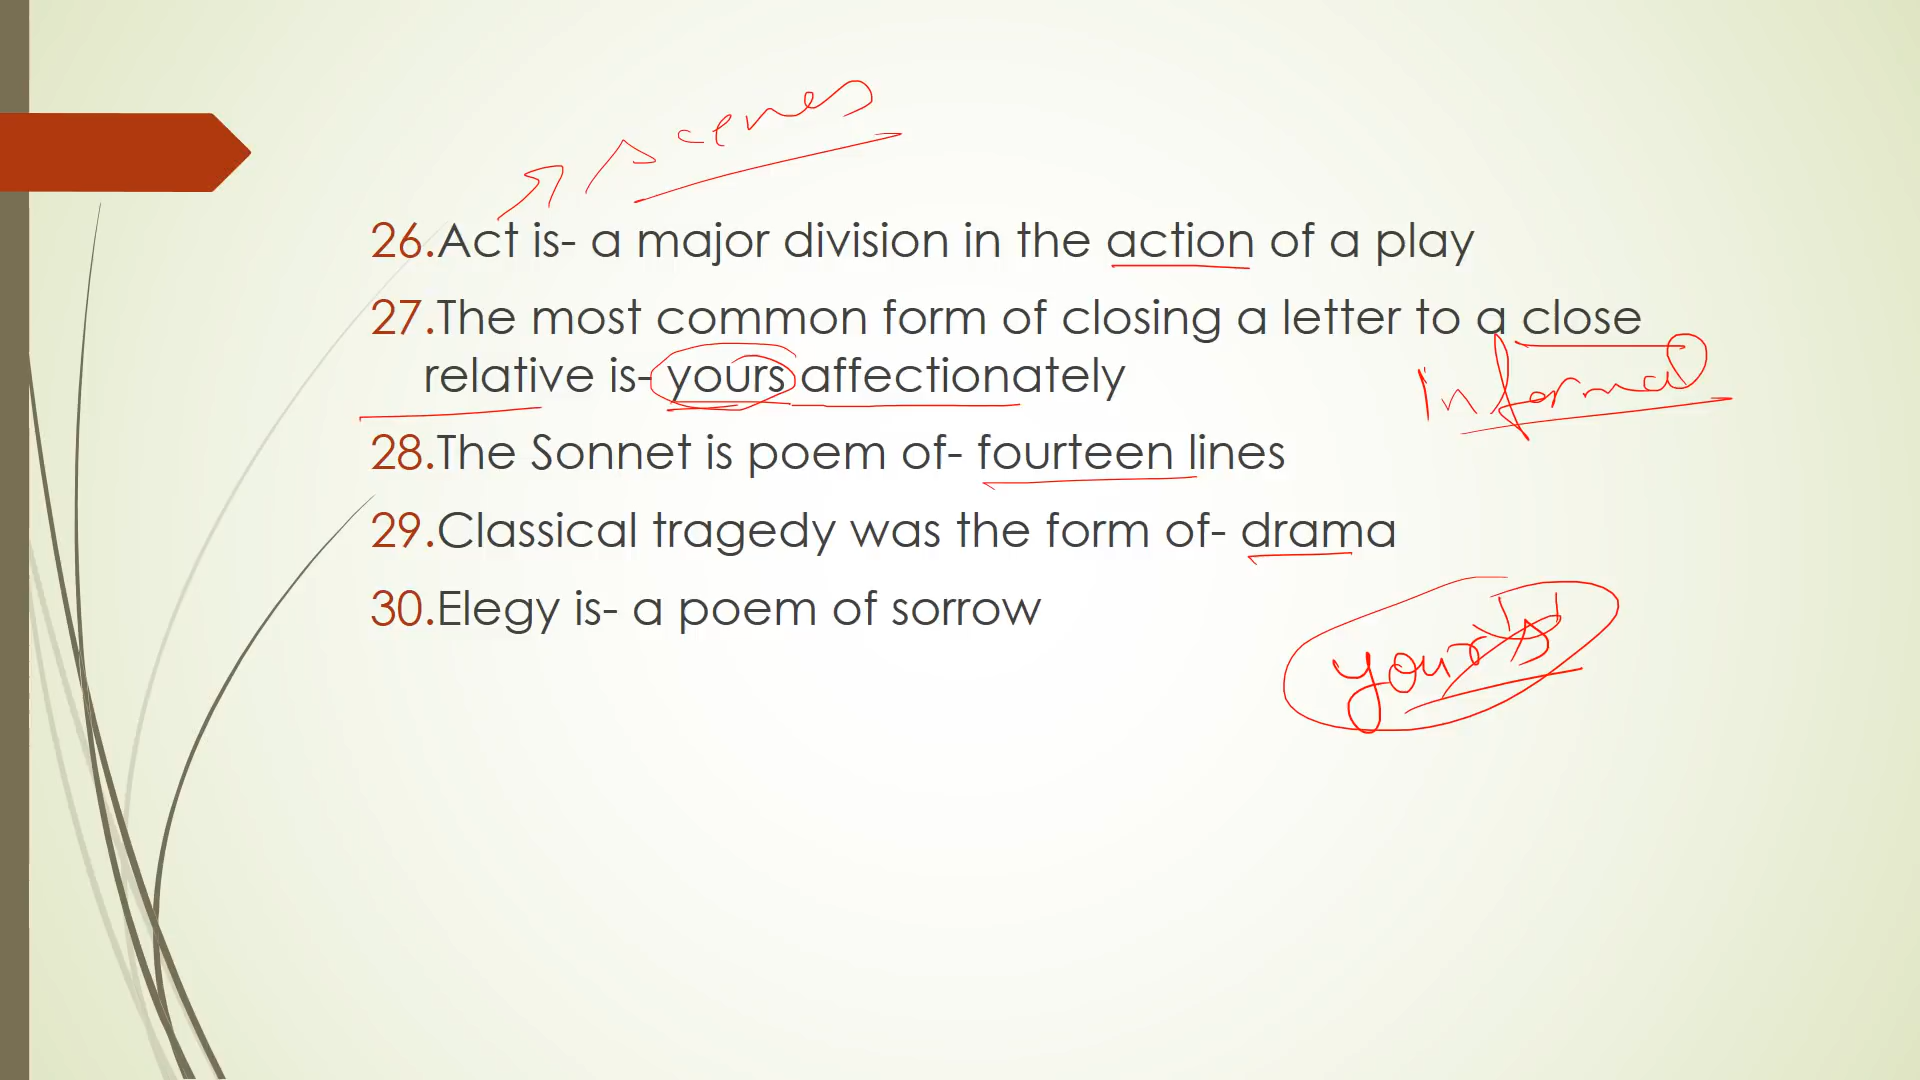 scenes
26.Act is- a major division in the action of a play
27.The most common form of closing a letter to a close
relative is- yours affectionately
informal
28.The Sonnet is poem of- fourteen lines
29.Classical tragedy was the form of- drama
30.Elegy is- a poem of sorrow
your's